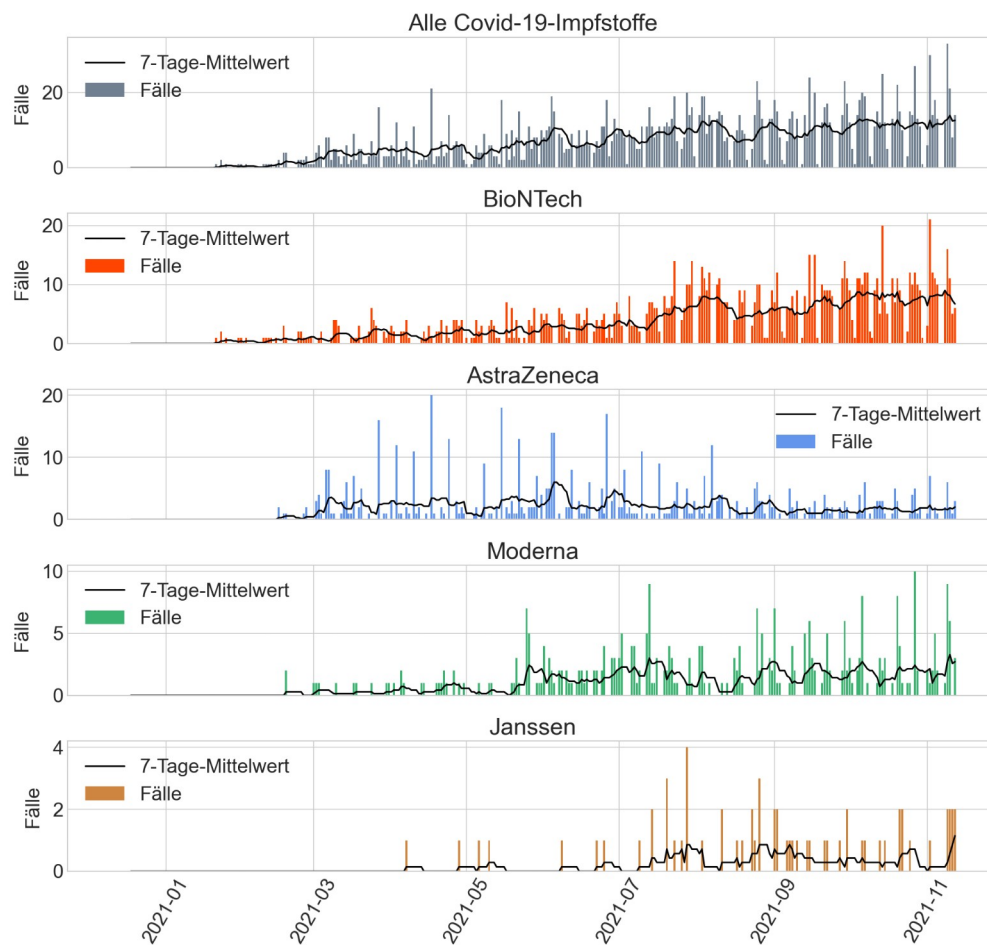 Alle Covid-19-Impfstoffe
7-Tage-Mittelwert
Fälle
Fälle
20
0
BioNTech
7-Tage-Mittelwert
Fälle
Fälle
20
10
0
AstraZeneca
7-Tage-Mittelwert
Fälle
Fälle
20
10
0
Moderna
7-Tage-Mittelwert
Fälle
Fälle
10
5
0
Janssen
7-Tage-Mittelwert
Fälle
Fälle
4
2
0
2021-01
2021-03
2021-05
2021-07
2021-09
2021-11